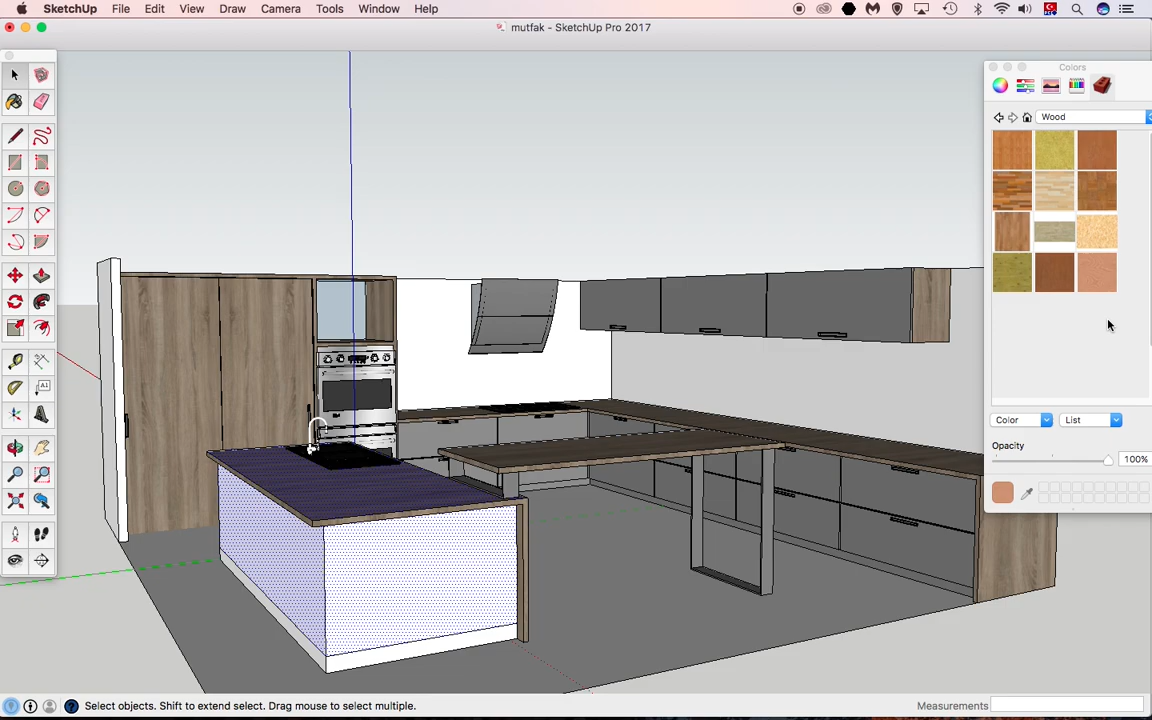 SketchUp File Edit View Draw Camera Tools Window Help
mutfak - SketchUp Pro 2017
Colors
Wood
A1
Color List
Opacity
100%
Select objects. Shift to extend select. Drag mouse to select multiple.
Measurements